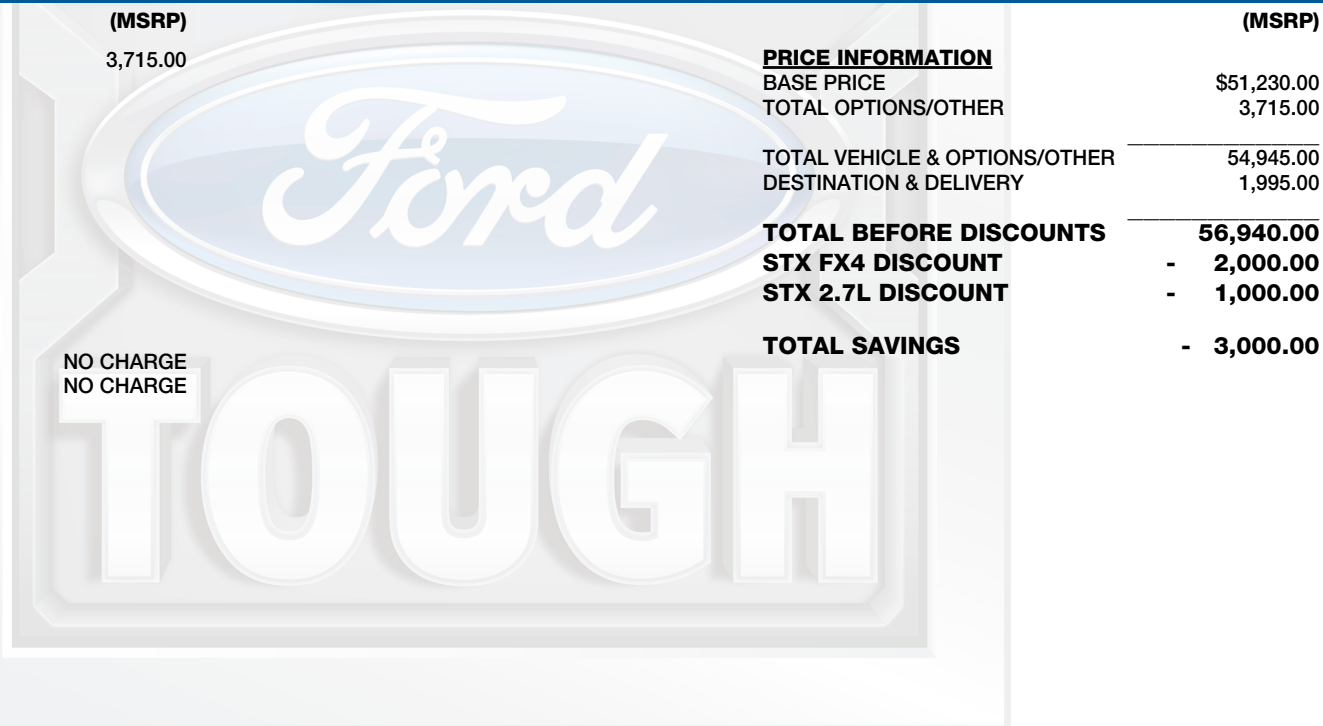 (MSRP)
3,715.00
NO CHARGE
NO CHARGE
(MSRP)
PRICE INFORMATION
BASE PRICE $51,230.00
TOTAL OPTIONS/OTHER 3,715.00
TOTAL VEHICLE & OPTIONS/OTHER 54,945.00
DESTINATION & DELIVERY 1,995.00
TOTAL BEFORE DISCOUNTS 56,940.00
STX FX4 DISCOUNT - 2,000.00
STX 2.7L DISCOUNT - 1,000.00
TOTAL SAVINGS - 3,000.00
Ford
TOUGH